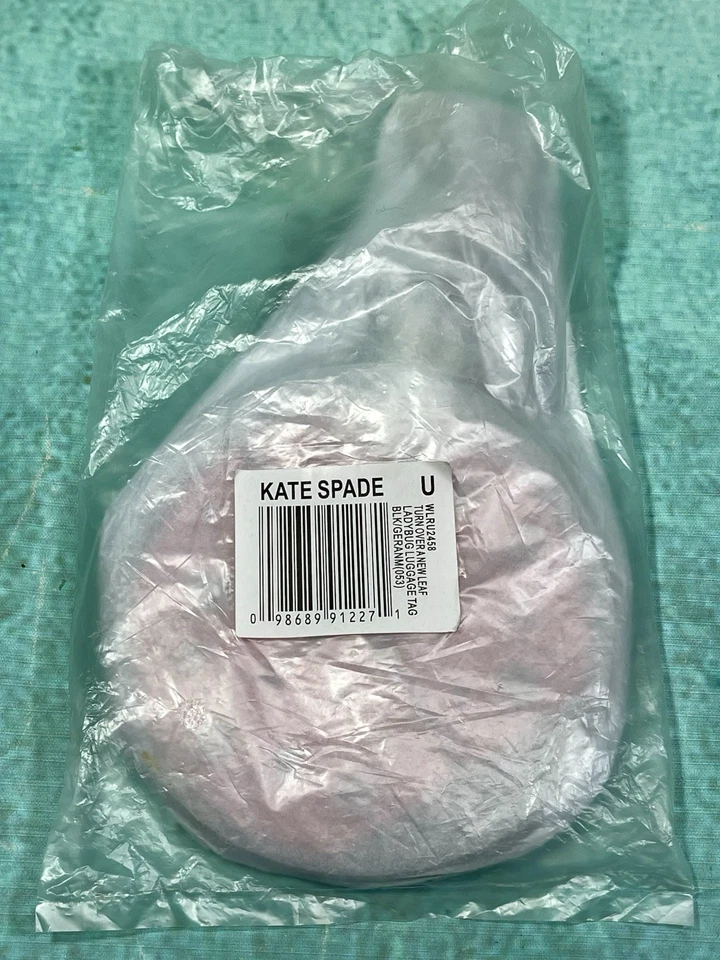 KATE SPADE U
WLRU2458
TURN OVER A NEW LEAF
LADYBUG LUGGAGE TAG
BLK/GERANM(053)
0 98689 91227 1